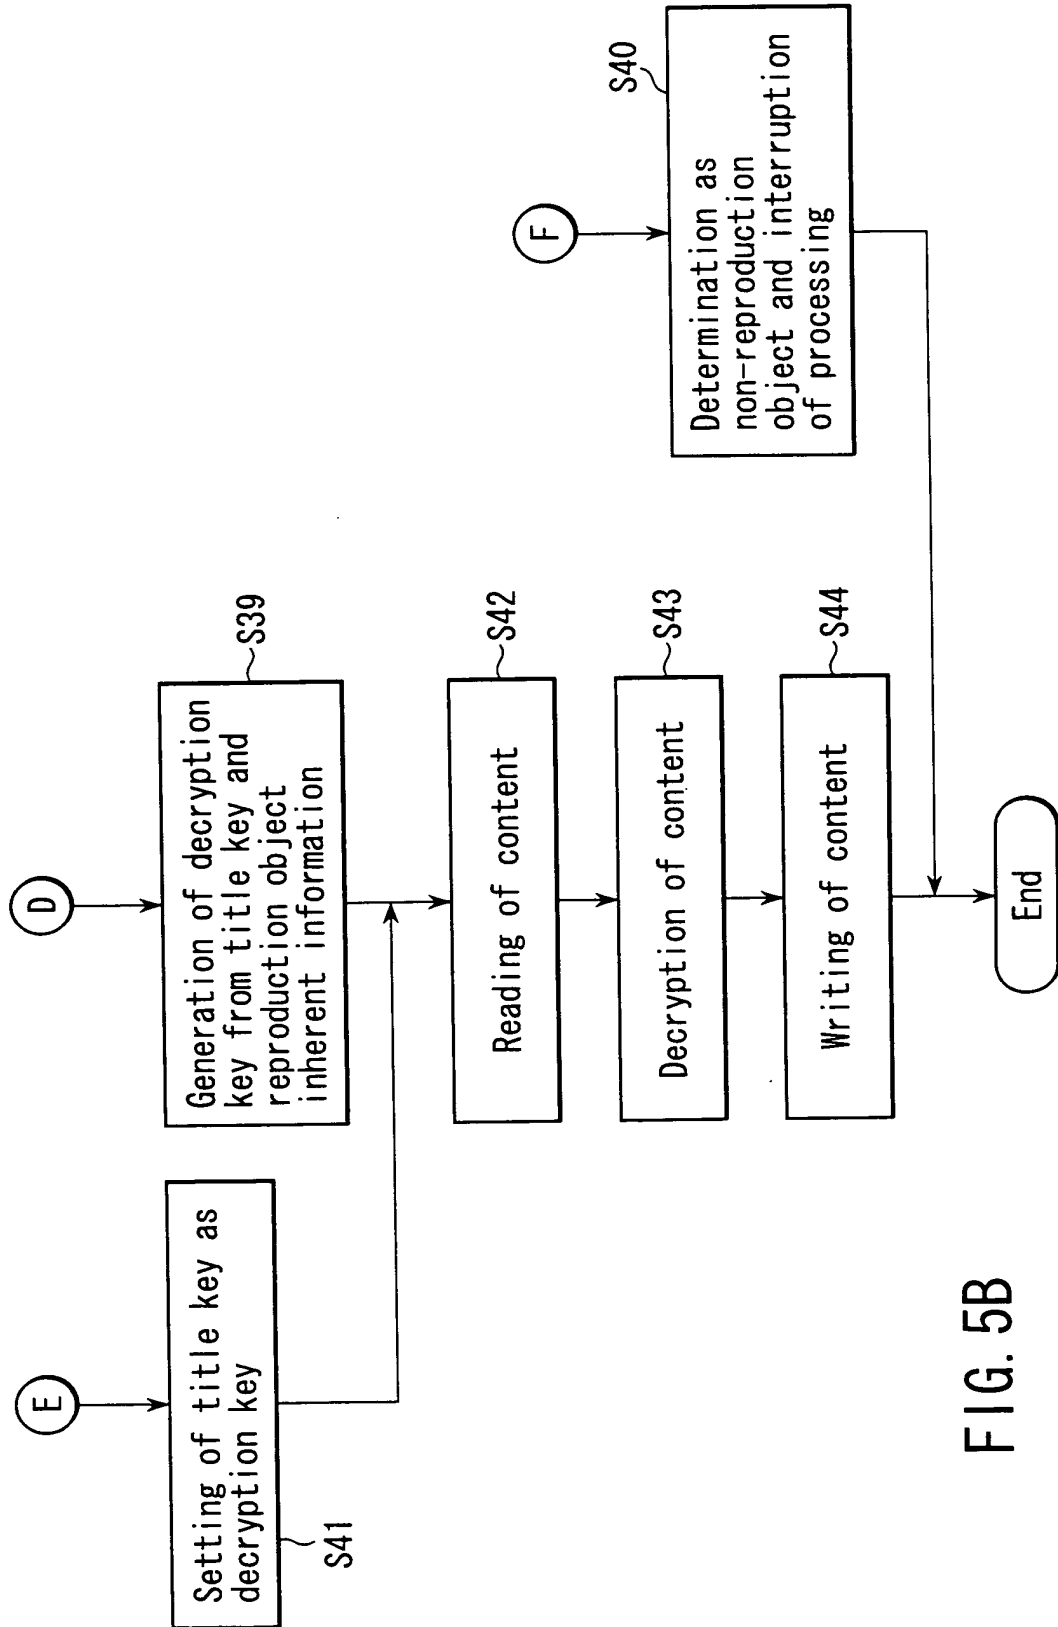 E
D
F
S41
Setting of title key as
decryption key
S39
Generation of decryption
key from title key and
reproduction object
inherent information
S40
Determination as
non-reproduction
object and interruption
of processing
S42
Reading of content
S43
Decryption of content
S44
Writing of content
End
FIG. 5B